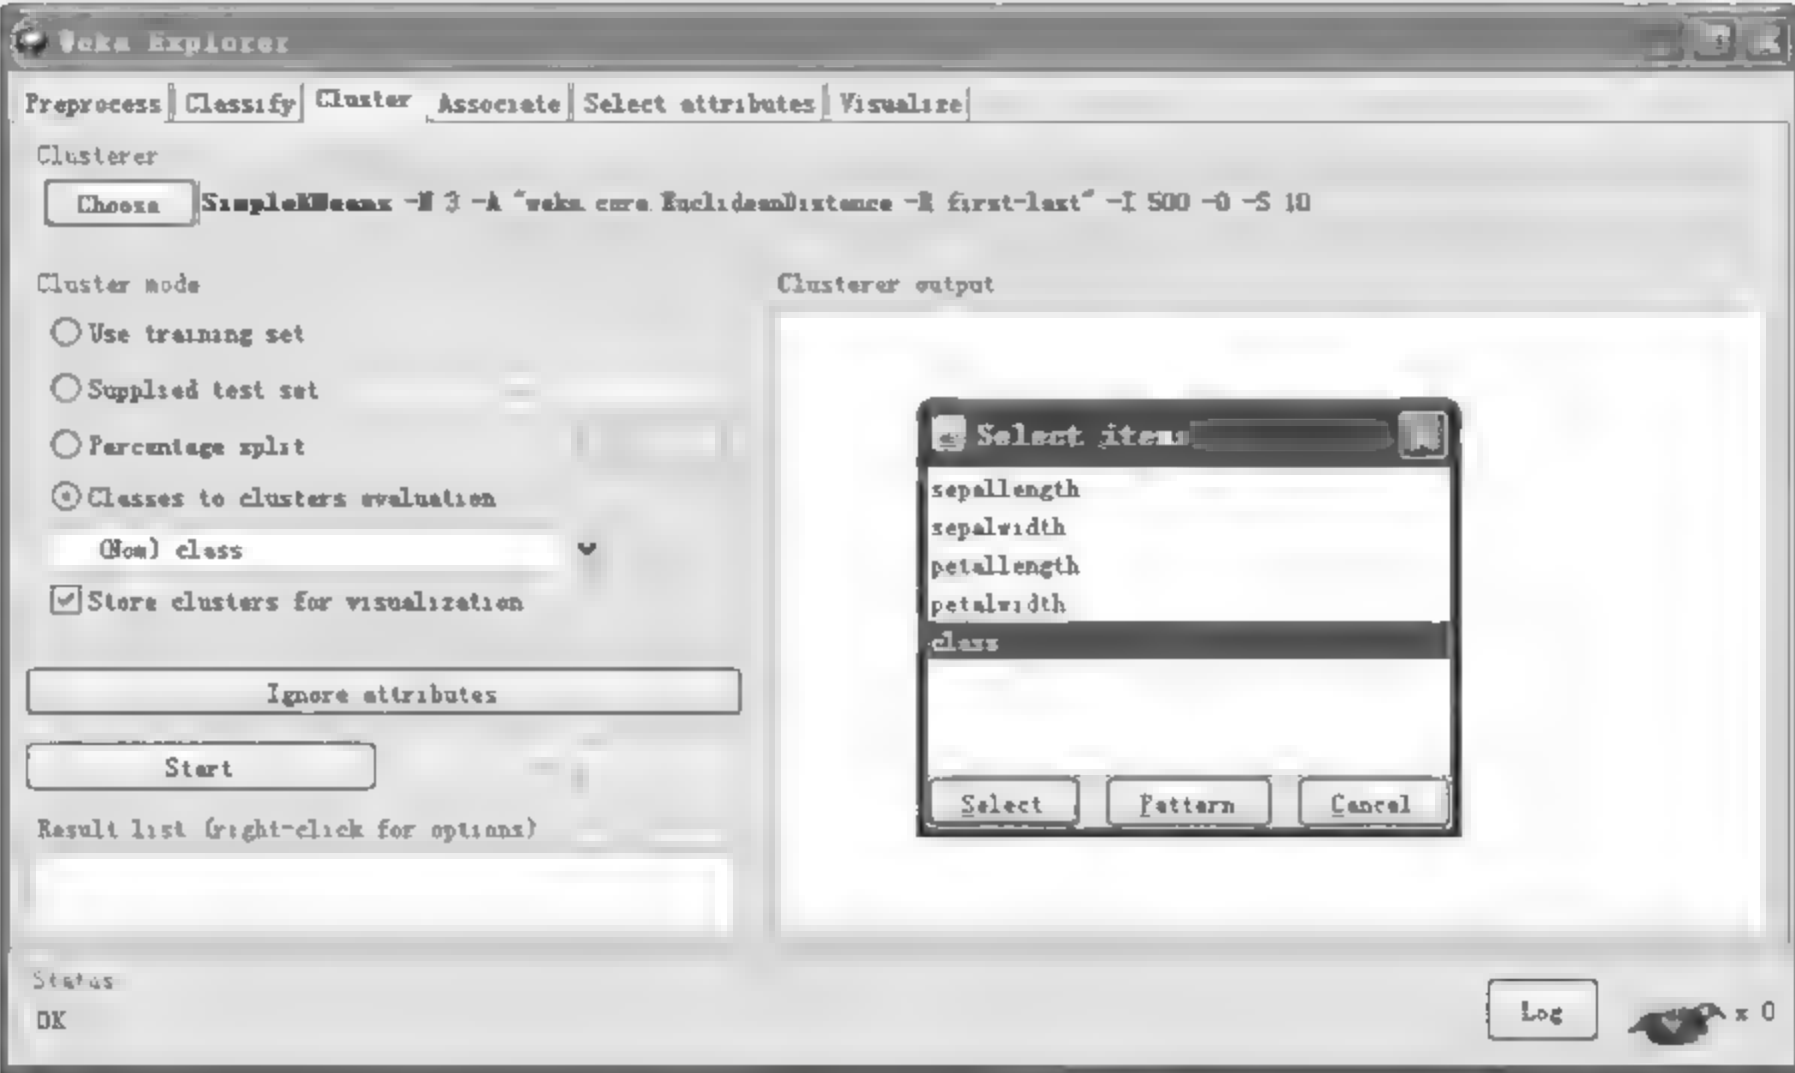 Weka Explorer
Preprocess Classify Cluster Associate Select attributes Visualize
Clusterer
Choose SimpleKMeans -N 3 -A "weka.core.EuclideanDistance -R first-last" -I 500 -O -S 10
Cluster mode
Use training set
Supplied test set
Percentage split
Classes to clusters evaluation
(Nom) class
Store clusters for visualization
Ignore attributes
Start
Result list (right-click for options)
Clusterer output
Select items
sepallength
sepalwidth
petallength
petalwidth
class
Select Pattern Cancel
Status
OK
Log
x 0